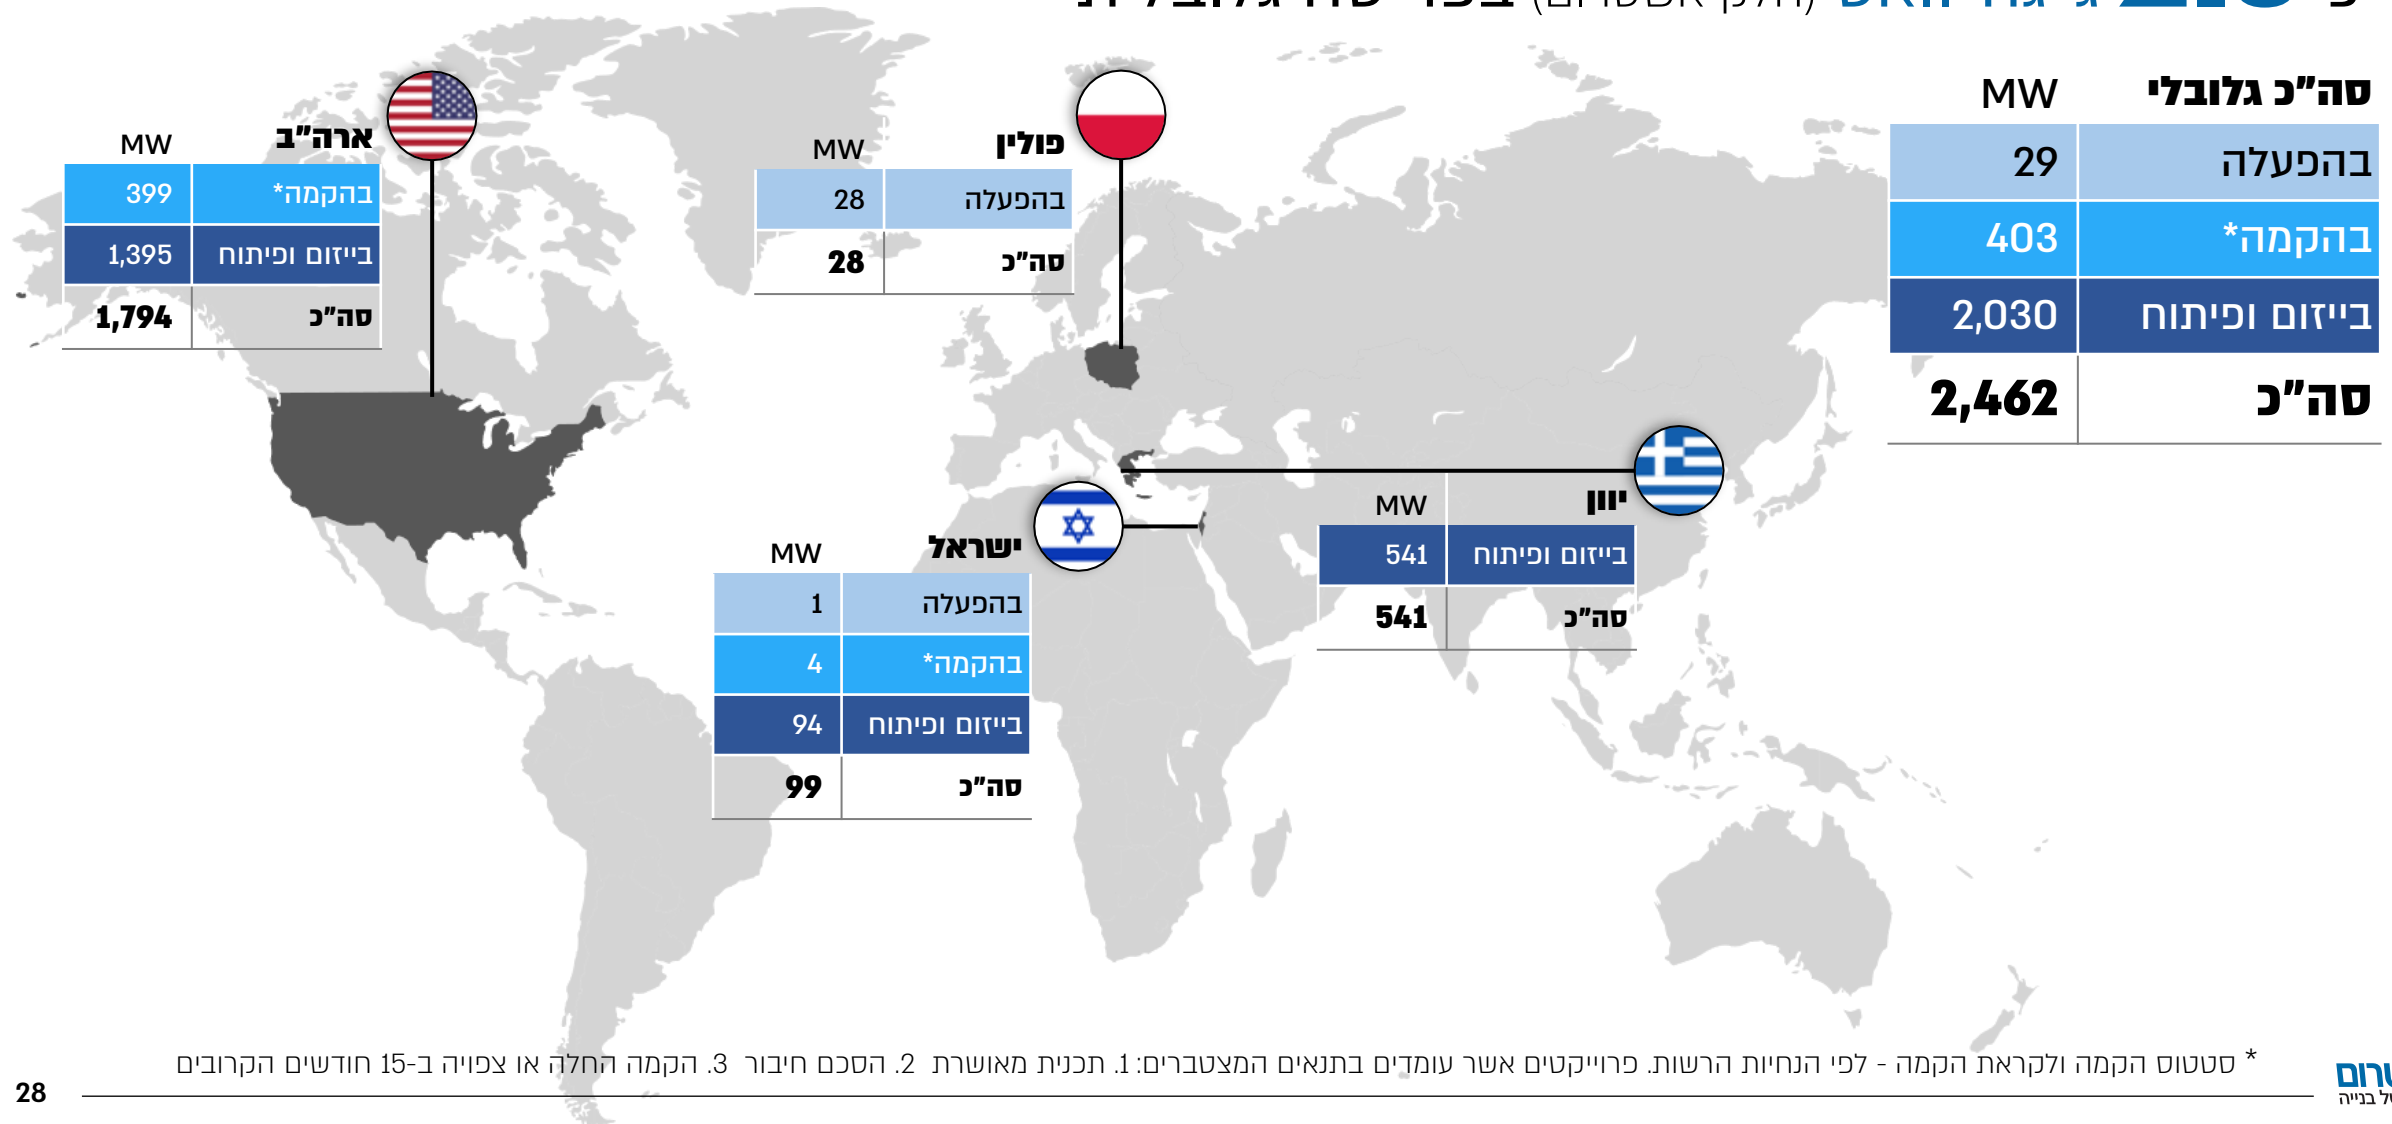 גלובלית
סה"כ גלובלי MW
בהפעלה 29
בהקמה* 403
בייזום ופיתוח 2,030
סה"כ 2,462
ארה"ב MW
בהקמה* 399
בייזום ופיתוח 1,395
סה"כ 1,794
פולין MW
בהפעלה 28
סה"כ 28
יוון MW
בייזום ופיתוח 541
סה"כ 541
ישראל MW
בהפעלה 1
בהקמה* 4
בייזום ופיתוח 94
סה"כ 99
* סטטוס הקמה ולקראת הקמה - לפי הנחיות הרשות. פרוייקטים אשר עומדים בתנאים המצטברים: 1. תכנית מאושרת 2. הסכם חיבור 3. הקמה החלה או צפויה ב-15 חודשים הקרובים
28
בנייה